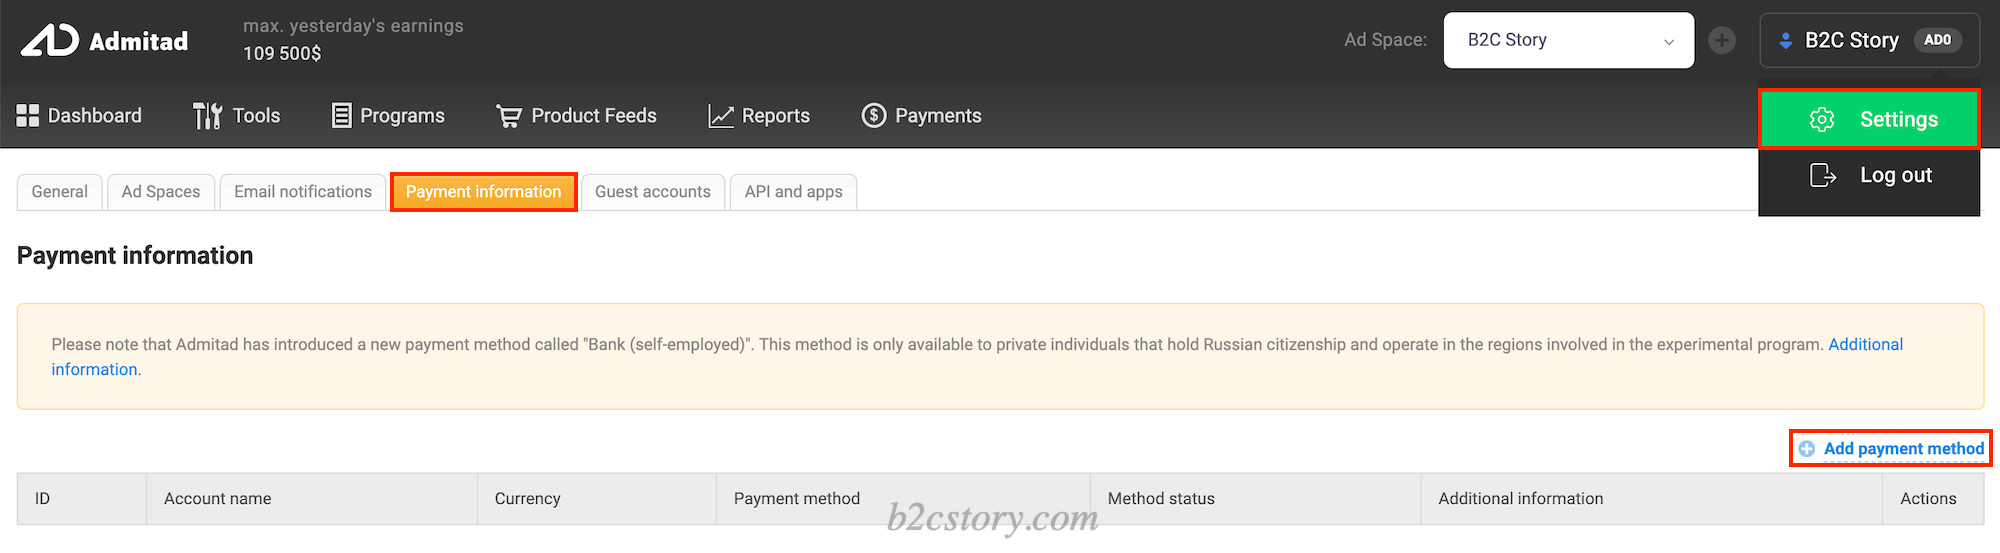 Admitad
max. yesterday's earnings
109 500$
Ad Space:
B2C Story
B2C Story AD0
Dashboard
Tools
Programs
Product Feeds
Reports
Payments
Settings
Log out
General
Ad Spaces
Email notifications
Payment information
Guest accounts
API and apps
Payment information
Please note that Admitad has introduced a new payment method called "Bank (self-employed)". This method is only available to private individuals that hold Russian citizenship and operate in the regions involved in the experimental program. Additional
information.
Add payment method
ID
Account name
Currency
Payment method
Method status
Additional information
Actions
b2cstory.com